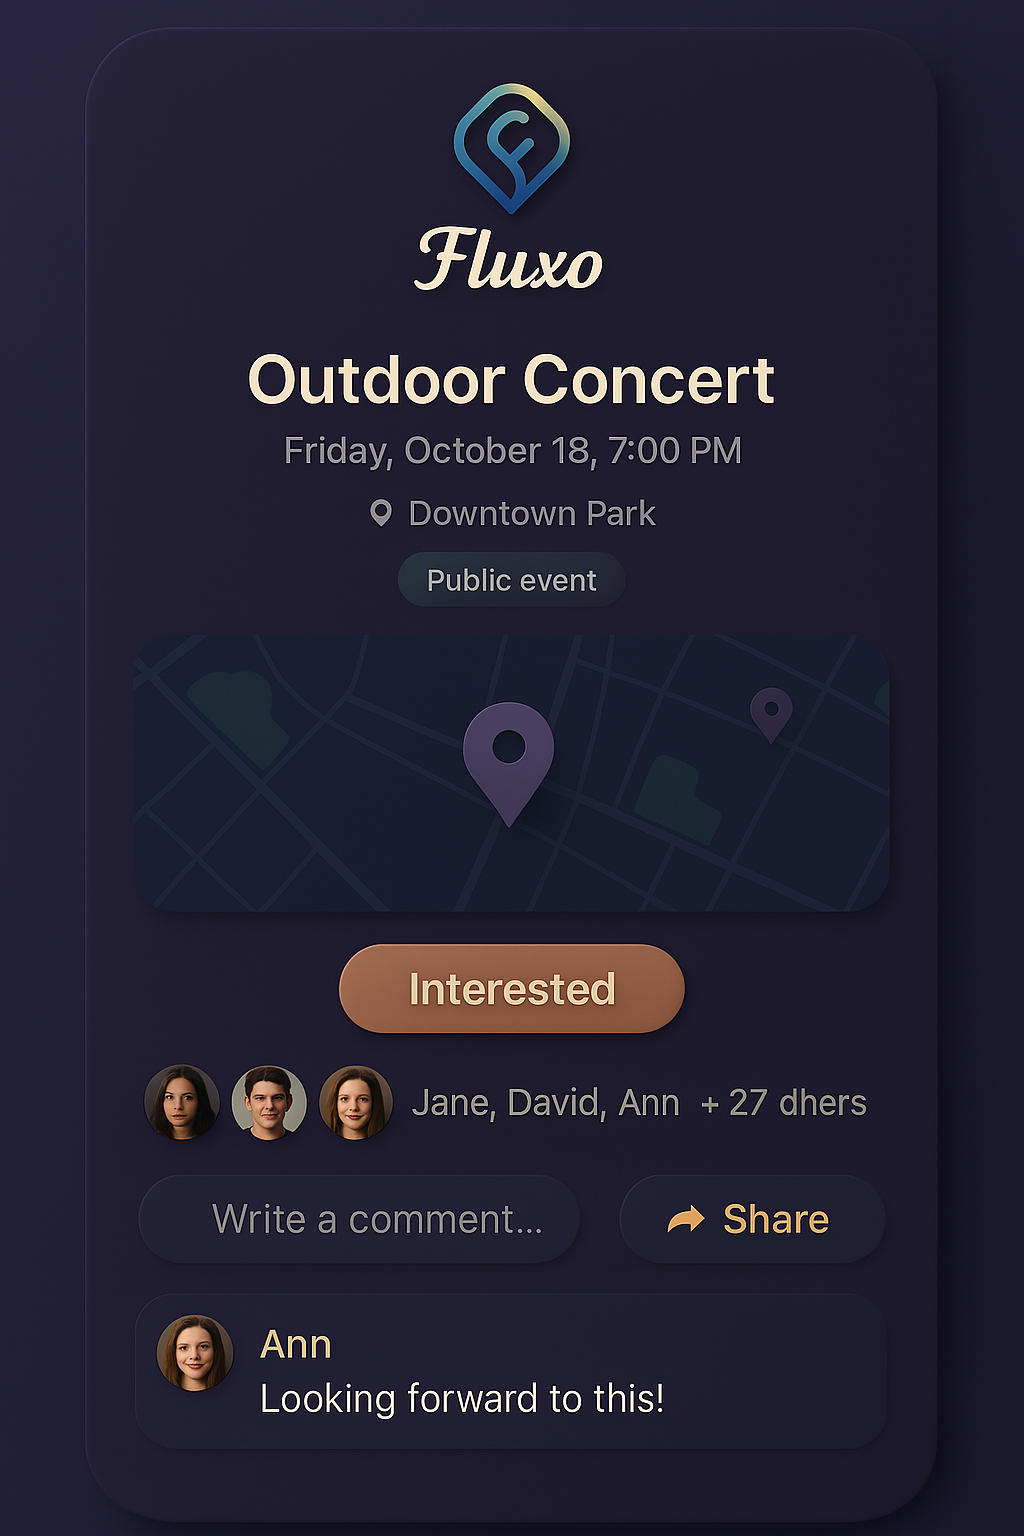 Fluxo
Outdoor Concert
Friday, October 18, 7:00 PM
Downtown Park
Public event
Interested
Jane, David, Ann + 27 dhers
Write a comment...
Share
Ann
Looking forward to this!